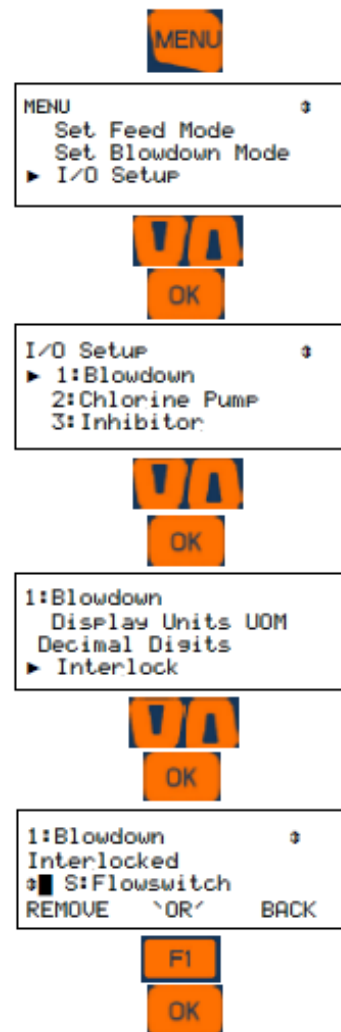 MENU
MENU
Set Feed Mode
Set Blowdown Mode
► I/O Setup
OK
I/O Setup
► 1:Blowdown
2:Chlorine Pump
3:Inhibitor
OK
1:Blowdown
Display Units UOM
Decimal Digits
► Interlock
OK
1:Blowdown
Interlocked
S:Flowswitch
REMOVE `OR´ BACK
F1
OK